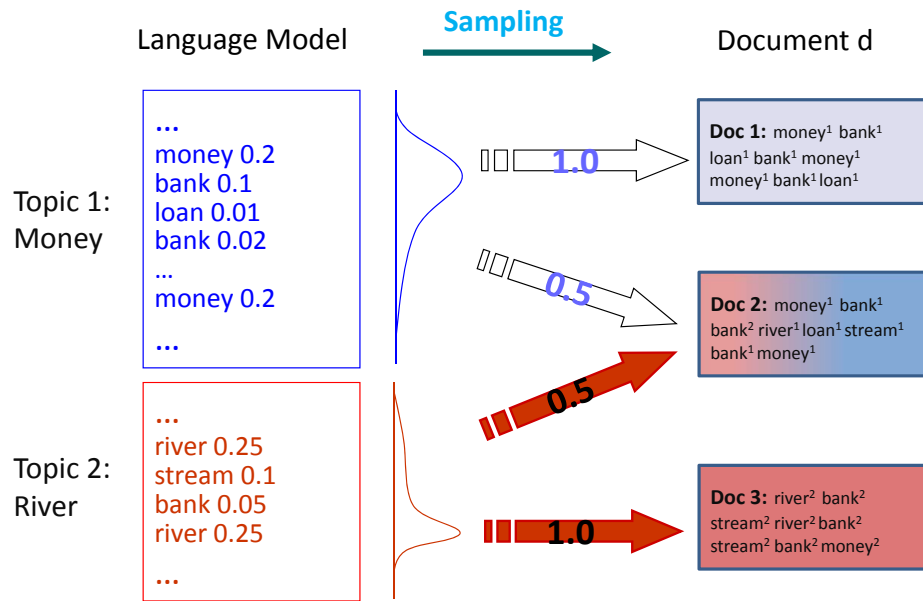 Language Model
Sampling
Document d
Topic 1:
Money
...
money 0.2
bank 0.1
loan 0.01
bank 0.02
...
money 0.2
...
1.0
0.5
Doc 1: money¹ bank¹
loan¹ bank¹ money¹
money¹ bank¹ loan¹
Doc 2: money¹ bank¹
bank² river¹ loan¹ stream¹
bank¹ money¹
Topic 2:
River
...
river 0.25
stream 0.1
bank 0.05
river 0.25
...
0.5
1.0
Doc 3: river² bank²
stream² river² bank²
stream² bank² money²